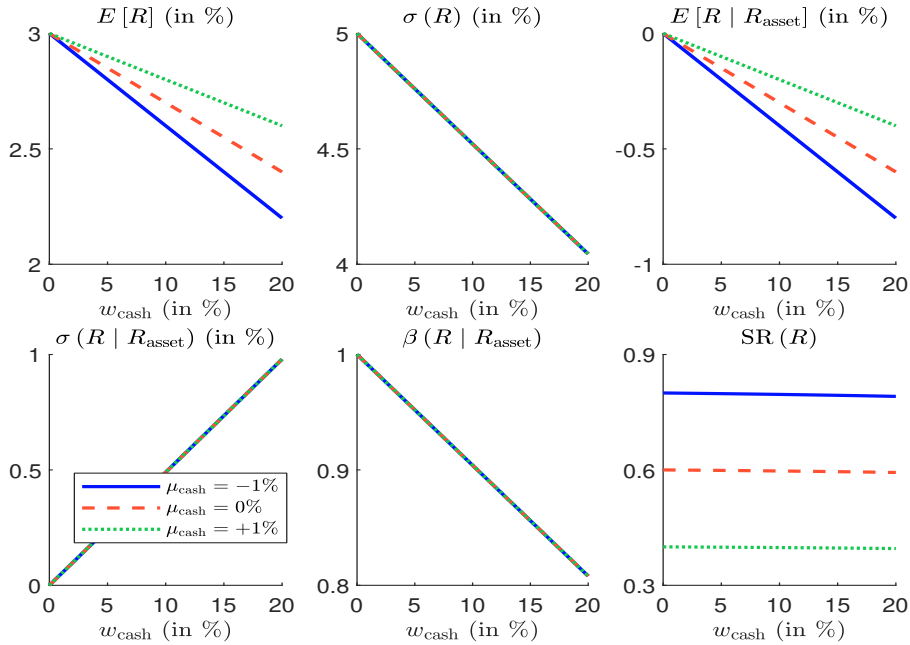 E [R] (in %)
3
2.5
2
0 5 10 15 20
w_cash (in %)
σ (R) (in %)
5
4.5
4
0 5 10 15 20
w_cash (in %)
E [R | R_asset] (in %)
0
-0.5
-1
0 5 10 15 20
w_cash (in %)
σ (R | R_asset) (in %)
1
0.5
0
μ_cash = −1%
μ_cash = 0%
μ_cash = +1%
0 5 10 15 20
w_cash (in %)
β (R | R_asset)
1
0.9
0.8
0 5 10 15 20
w_cash (in %)
SR (R)
0.9
0.6
0.3
0 5 10 15 20
w_cash (in %)